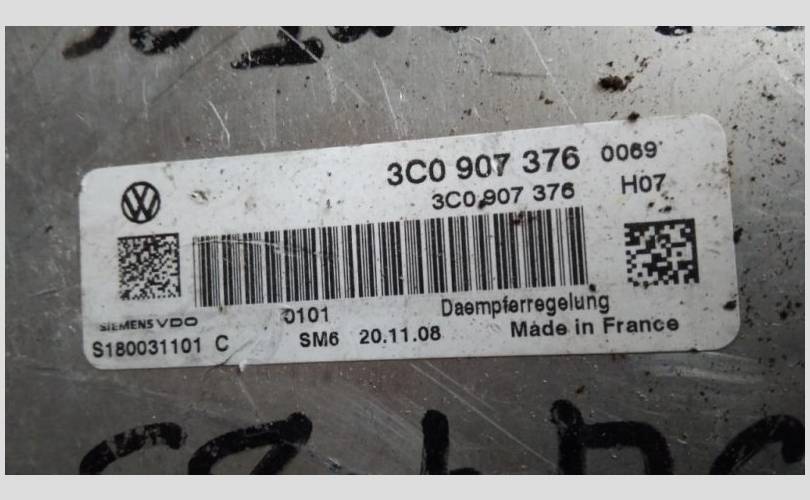 3C0 907 376 0069
3C0 907 376 H07
SIEMENS VDO
0101 Daempferregelung
S180031101 C SM6 20.11.08 Made in France